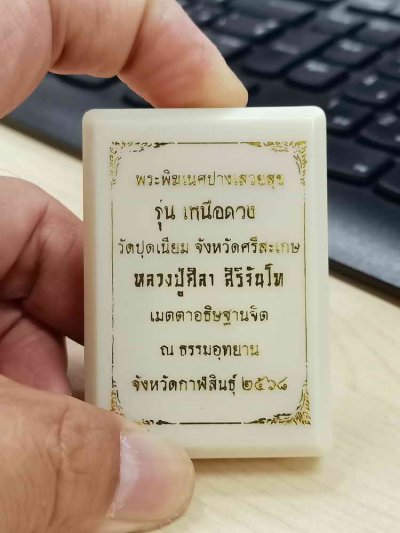 พระพิฆเนศปางเสวยสุข
รุ่น เหนือดวง
วัดปุดเนียม จังหวัดศรีสะเกษ
หลวงปู่ศิลา สิริจันโท
เมตตาอธิษฐานจิต
ณ ธรรมอุทยาน
จังหวัดกาฬสินธุ์ ๒๕๖๘